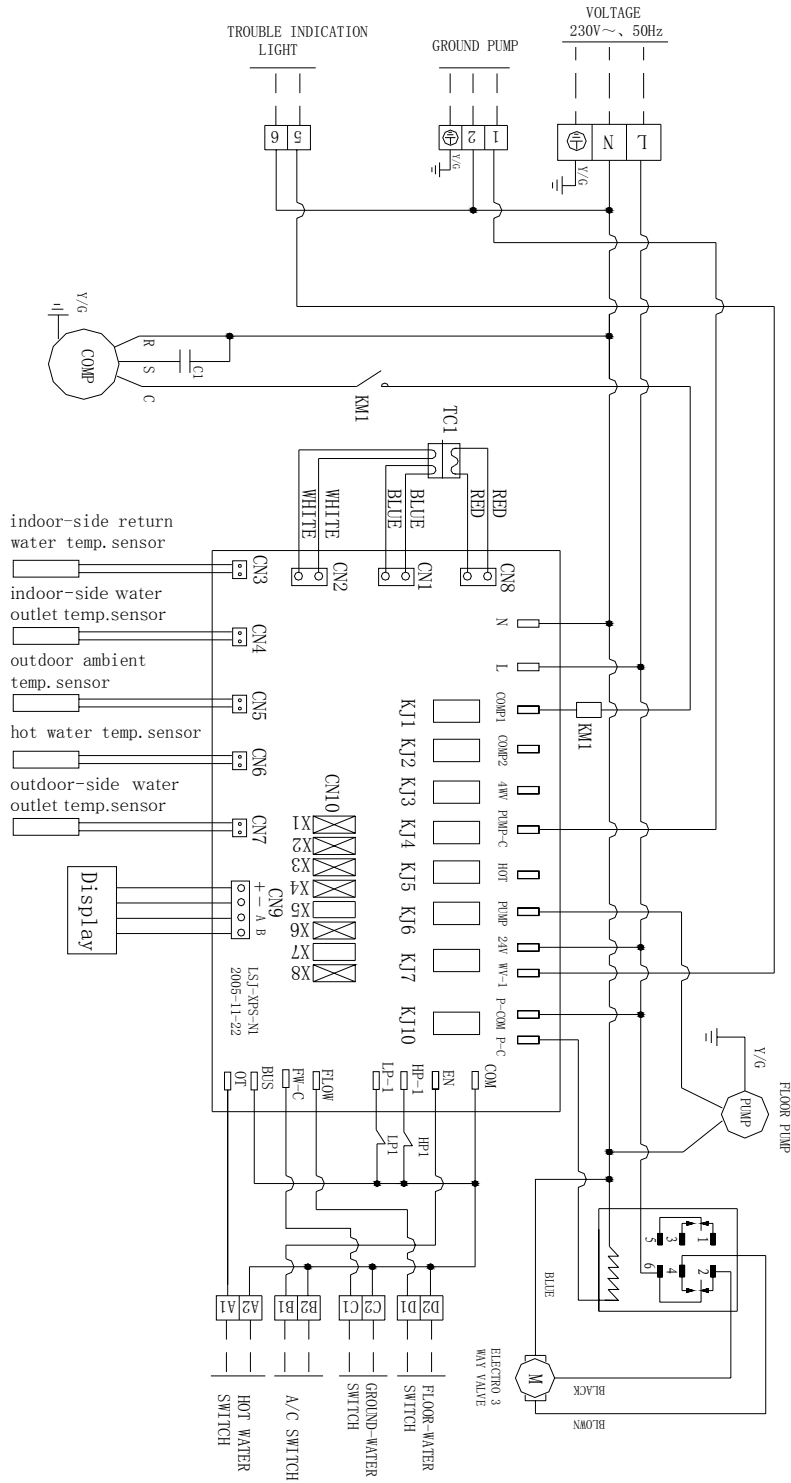 VOLTAGE
230V～、50Hz
GROUND PUMP
TROUBLE INDICATION
LIGHT
6
5
2
1
N
L
Y/G
Y/G
Y/G
COMP
R
S
C
C1
KM1
TC1
WHITE
WHITE
BLUE
BLUE
RED
RED
CN2
CN1
CN8
indoor-side return
water temp.sensor
CN3
indoor-side water
outlet temp.sensor
CN4
outdoor ambient
temp.sensor
CN5
hot water temp.sensor
CN6
outdoor-side water
outlet temp.sensor
CN7
Display
CN9
+
-
A
B
CN10
X1
X2
X3
X4
X5
X6
X7
X8
LSJ-XPS-N1
2005-11-22
KJ1
KJ2
KJ3
KJ4
KJ5
KJ6
KJ7
KJ10
N
L
COMP1
COMP2
4WV
PUMP-C
HOT
PUMP
24V
WV-1
P-COM
P-C
KM1
OT
BUS
FW-C
FLOW
LP-1
HP-1
EN
COM
LP1
HP1
Y/G
PUMP
FLOOR PUMP
1
3
5
2
4
6
BLUE
M
BLACK
BLOWN
ELECTRO 3
WAY VALVE
A1
A2
B1
B2
C1
C2
D1
D2
HOT WATER
SWITCH
A/C SWITCH
GROUND-WATER
SWITCH
FLOOR-WATER
SWITCH